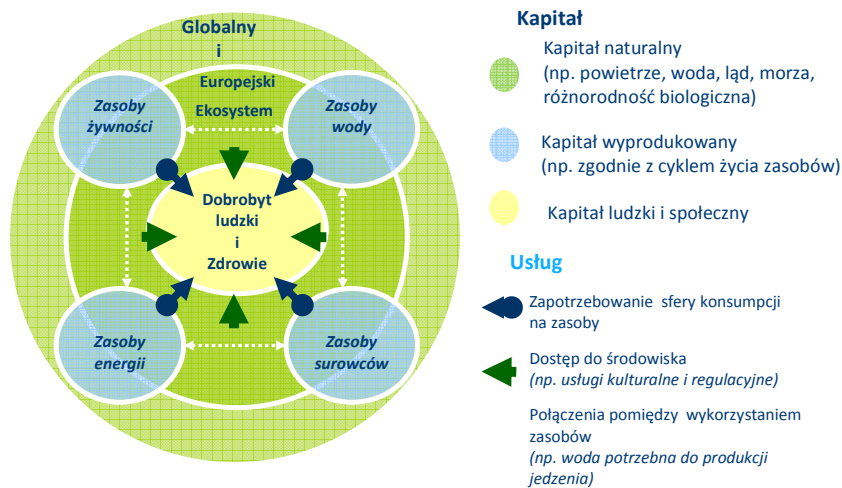 Globalny
i
Europejski
Ekosystem
Zasoby
żywności
Zasoby
wody
Dobrobyt
ludzki
i
Zdrowie
Zasoby
energii
Zasoby
surowców
Kapitał
Kapitał naturalny
(np. powietrze, woda, ląd, morza,
różnorodność biologiczna)
Kapitał wyprodukowany
(np. zgodnie z cyklem życia zasobów)
Kapitał ludzki i społeczny
Usług
Zapotrzebowanie sfery konsumpcji
na zasoby
Dostęp do środowiska
(np. usługi kulturalne i regulacyjne)
Połączenia pomiędzy wykorzystaniem
zasobów
(np. woda potrzebna do produkcji
jedzenia)